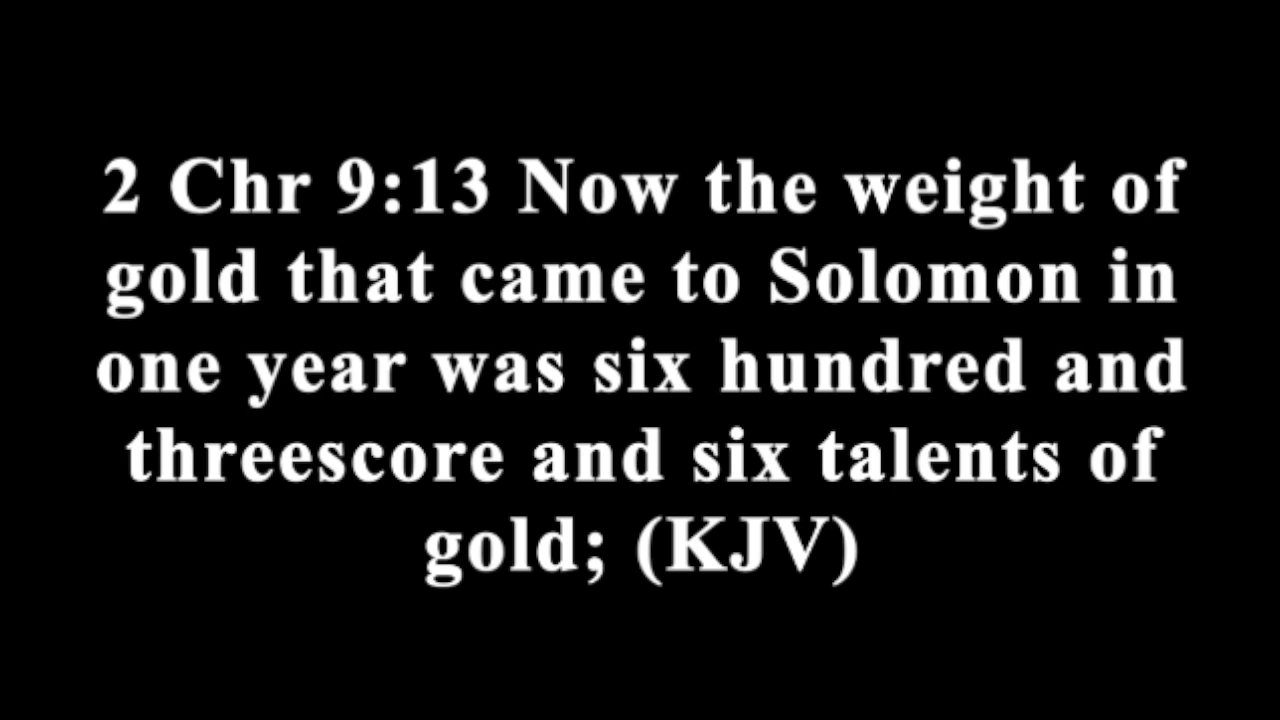 2 Chr 9:13 Now the weight of
gold that came to Solomon in
one year was six hundred and
threescore and six talents of
gold; (KJV)